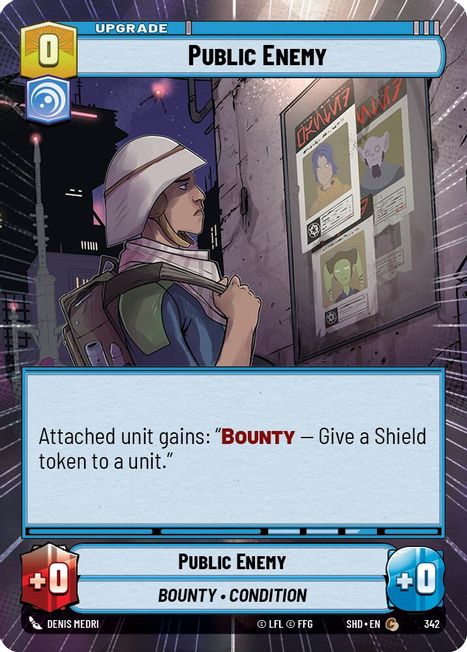 UPGRADE
0
PUBLIC ENEMY
Attached unit gains: “BOUNTY — Give a Shield
token to a unit.”
+0
PUBLIC ENEMY
+0
BOUNTY • CONDITION
DENIS MEDRI
© LFL © FFG
SHD • EN
C
342